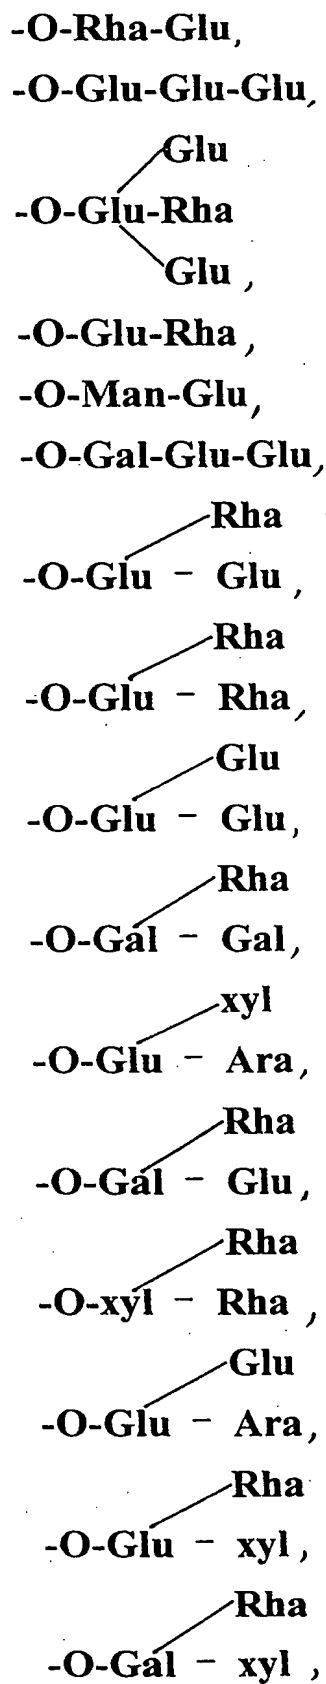 -O-Rha-Glu,
-O-Glu-Glu-Glu,
Glu
-O-Glu-Rha
Glu,
-O-Glu-Rha,
-O-Man-Glu,
-O-Gal-Glu-Glu,
Rha
-O-Glu - Glu,
Rha
-O-Glu - Rha,
Glu
-O-Glu - Glu,
Rha
-O-Gal - Gal,
xyl
-O-Glu - Ara,
Rha
-O-Gal - Glu,
Rha
-O-xyl - Rha,
Glu
-O-Glu - Ara,
Rha
-O-Glu - xyl,
Rha
-O-Gal - xyl,